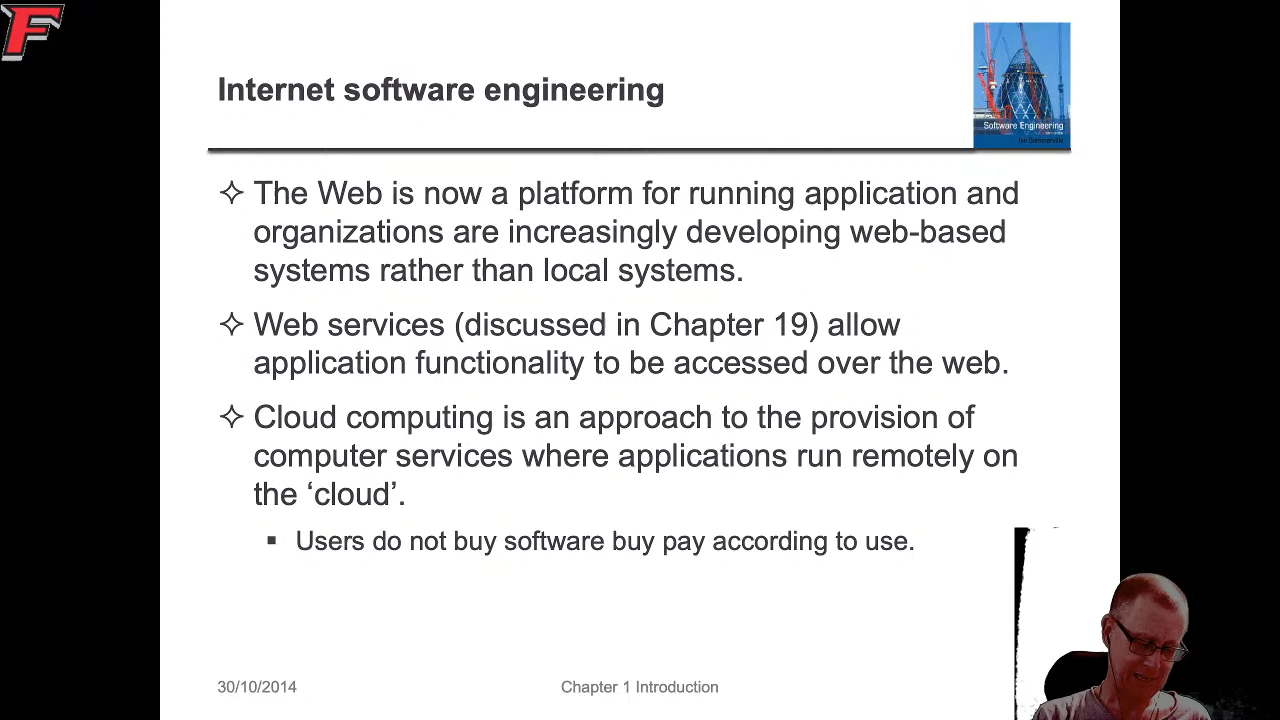 F
Internet software engineering
Software Engineering
Ian Sommerville
✧ The Web is now a platform for running application and
organizations are increasingly developing web-based
systems rather than local systems.
✧ Web services (discussed in Chapter 19) allow
application functionality to be accessed over the web.
✧ Cloud computing is an approach to the provision of
computer services where applications run remotely on
the ‘cloud’.
▪ Users do not buy software buy pay according to use.
30/10/2014
Chapter 1 Introduction